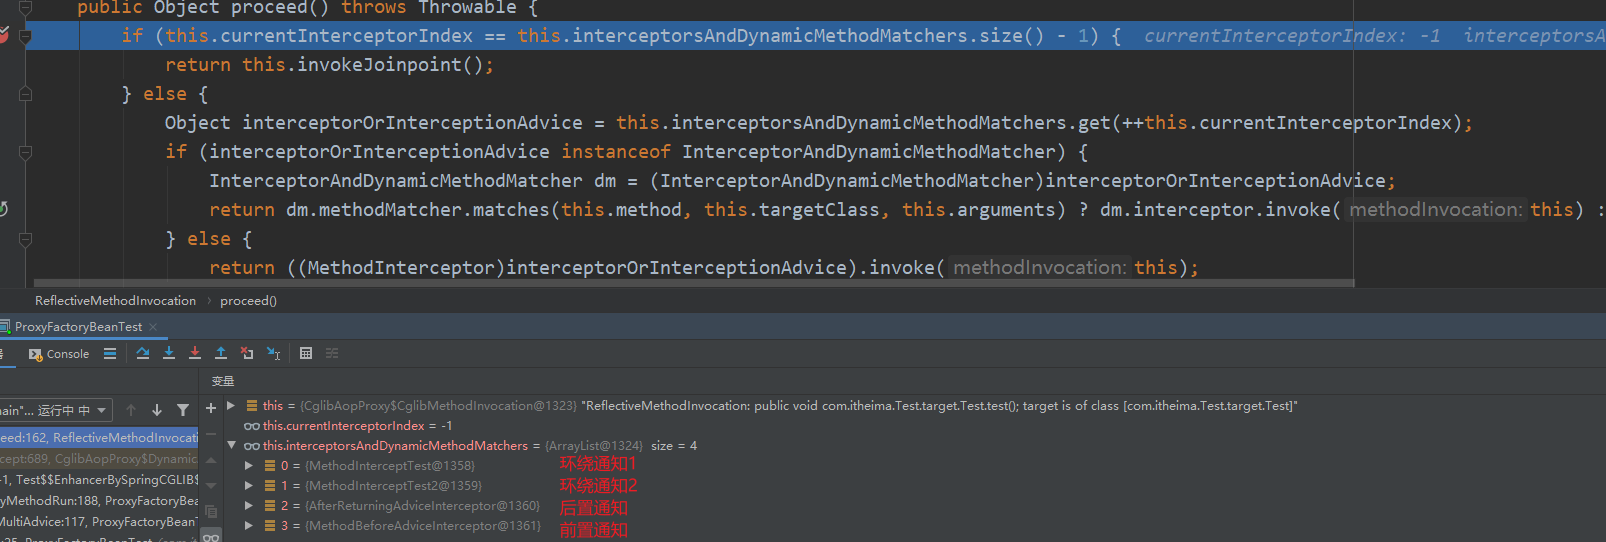 public Object proceed() throws Throwable {
if (this.currentInterceptorIndex == this.interceptorsAndDynamicMethodMatchers.size() - 1) { currentInterceptorIndex: -1 interceptorsA
return this.invokeJoinpoint();
} else {
Object interceptorOrInterceptionAdvice = this.interceptorsAndDynamicMethodMatchers.get(++this.currentInterceptorIndex);
if (interceptorOrInterceptionAdvice instanceof InterceptorAndDynamicMethodMatcher) {
InterceptorAndDynamicMethodMatcher dm = (InterceptorAndDynamicMethodMatcher)interceptorOrInterceptionAdvice;
return dm.methodMatcher.matches(this.method, this.targetClass, this.arguments) ? dm.interceptor.invoke( methodInvocation: this) :
} else {
return ((MethodInterceptor)interceptorOrInterceptionAdvice).invoke( methodInvocation: this);
ReflectiveMethodInvocation › proceed()
ProxyFactoryBeanTest ×
Console
变量
main"... 运行中 中
this = {CglibAopProxy$CglibMethodInvocation@1323} "ReflectiveMethodInvocation: public void com.itheima.Test.target.Test.test(); target is of class [com.itheima.Test.target.Test]"
this.currentInterceptorIndex = -1
eed:162, ReflectiveMethodInvocati
this.interceptorsAndDynamicMethodMatchers = {ArrayList@1324} size = 4
cept:689, CglibAopProxy$Dynamic
0 = {MethodInterceptTest@1358} 环绕通知1
-1, Test$$EnhancerBySpringCGLIB$
1 = {MethodInterceptTest2@1359} 环绕通知2
yMethodRun:188, ProxyFactoryBea
2 = {AfterReturningAdviceInterceptor@1360} 后置通知
MultiAdvice:117, ProxyFactoryBean
3 = {MethodBeforeAdviceInterceptor@1361} 前置通知